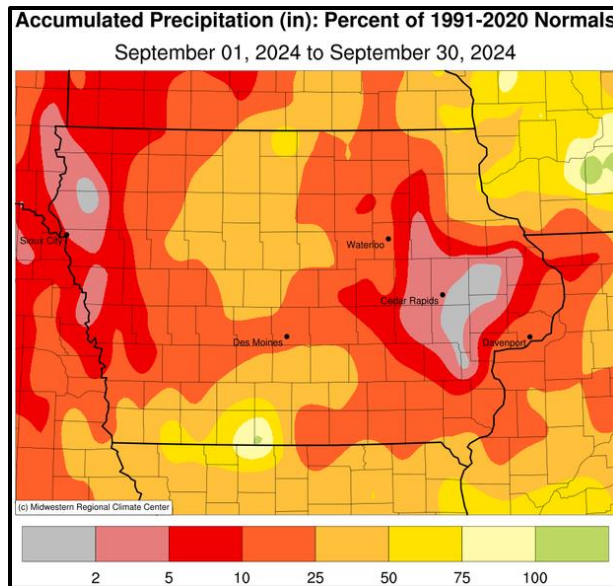 Accumulated Precipitation (in): Percent of 1991-2020 Normals
September 01, 2024 to September 30, 2024
Sioux City
Waterloo
Cedar Rapids
Des Moines
Davenport
(c) Midwestern Regional Climate Center
2 5 10 25 50 75 100